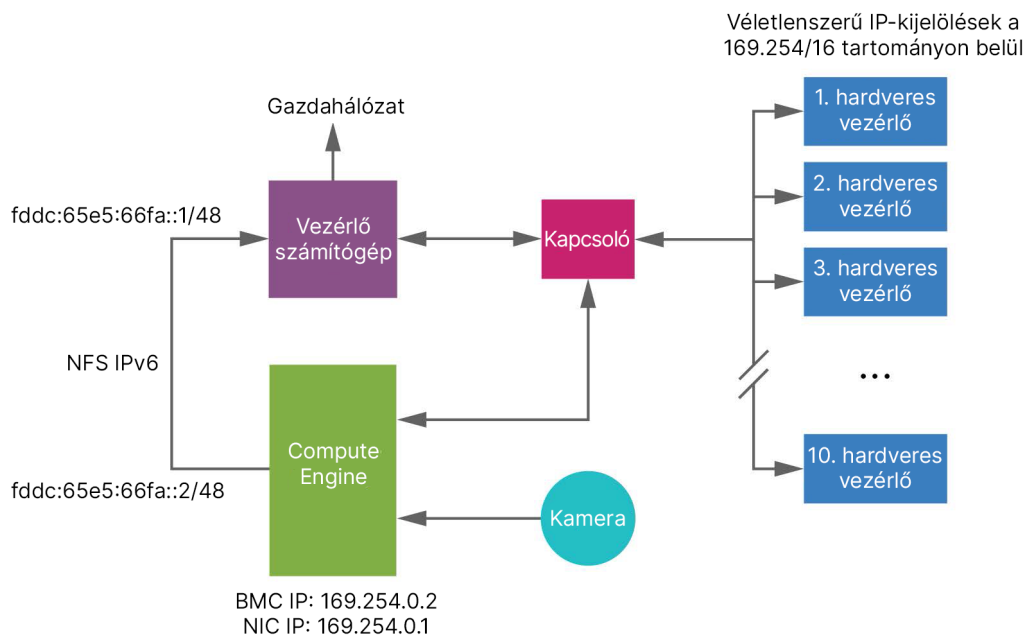 Véletlenszerű IP-kijelölések a
169.254/16 tartományon belül
Gazdahálózat
1. hardveres
vezérlő
2. hardveres
vezérlő
fddc:65e5:66fa::1/48
Vezérlő
számítógép
Kapcsoló
3. hardveres
vezérlő
NFS IPv6
...
Compute
Engine
10. hardveres
vezérlő
fddc:65e5:66fa::2/48
Kamera
BMC IP: 169.254.0.2
NIC IP: 169.254.0.1